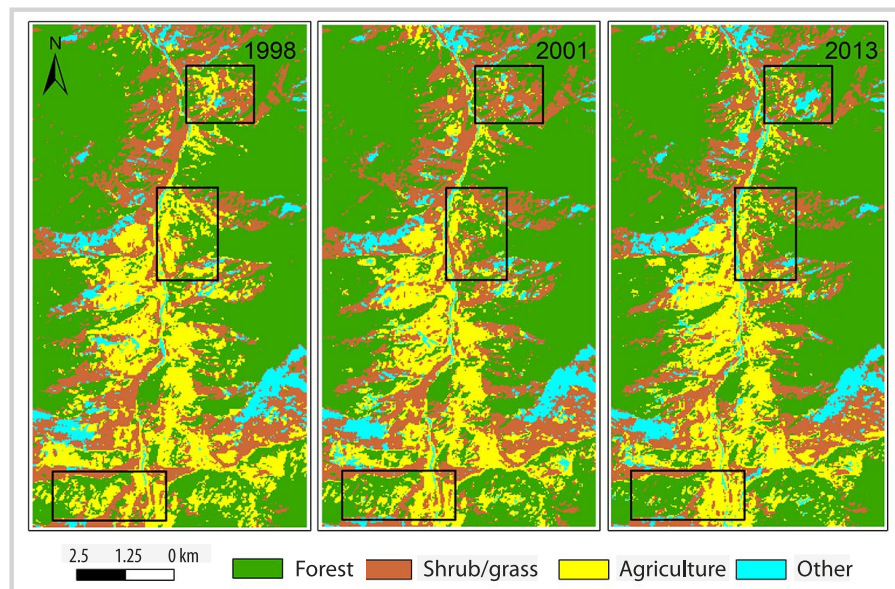 N
1998
2001
2013
2.5 1.25 0 km
Forest
Shrub/grass
Agriculture
Other